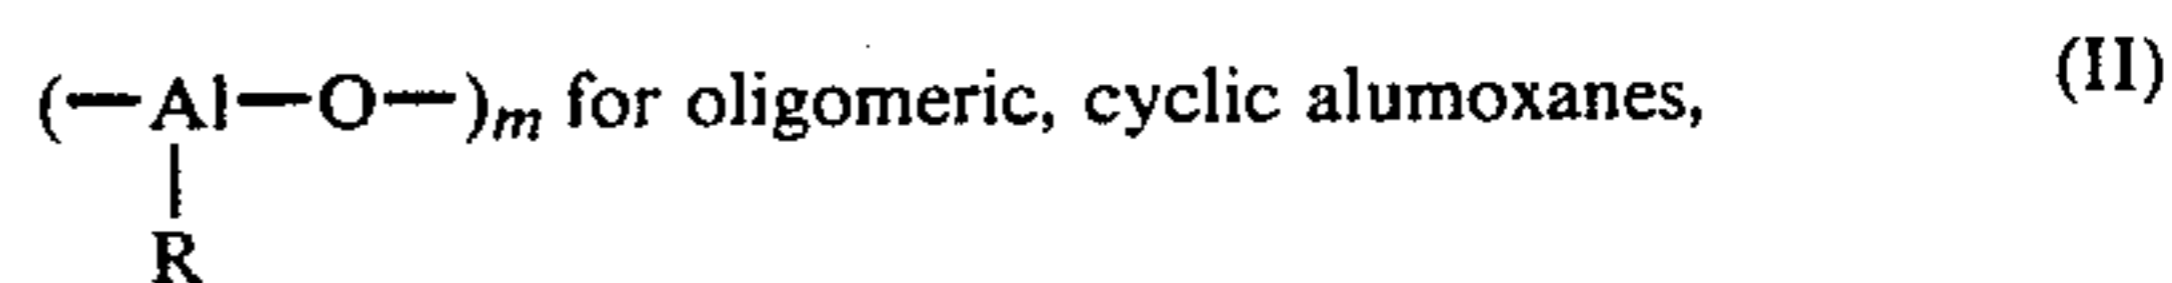 (—Al—O—)m for oligomeric, cyclic alumoxanes, (II)
|
R